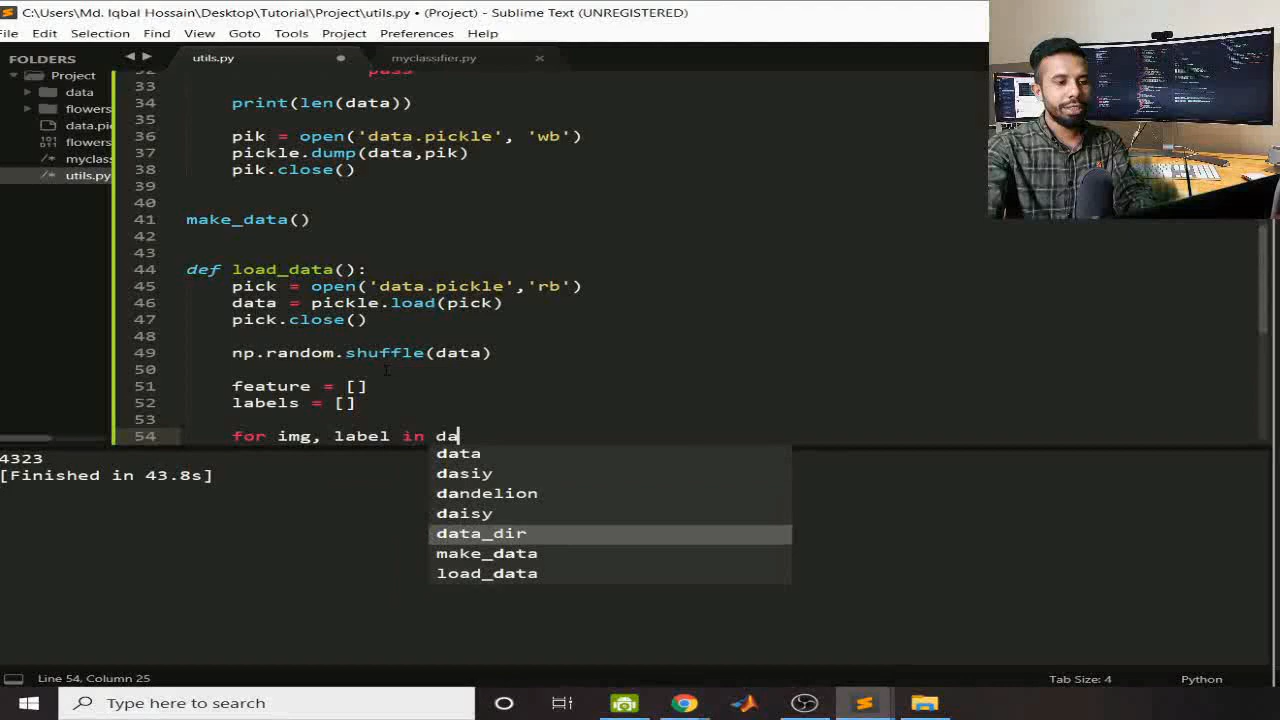 C:\Users\Md. Iqbal Hossain\Desktop\Tutorial\Project\utils.py • (Project) - Sublime Text (UNREGISTERED)
File Edit Selection Find View Goto Tools Project Preferences Help
FOLDERS
Project
data
flowers
data.pic
flowers
myclass
utils.py
utils.py
myclassfier.py
32 pass
33
34 print(len(data))
35
36 pik = open('data.pickle', 'wb')
37 pickle.dump(data,pik)
38 pik.close()
39
40
41 make_data()
42
43
44 def load_data():
45 pick = open('data.pickle','rb')
46 data = pickle.load(pick)
47 pick.close()
48
49 np.random.shuffle(data)
50
51 feature = []
52 labels = []
53
54 for img, label in da
data
dasiy
dandelion
daisy
data_dir
make_data
load_data
4323
[Finished in 43.8s]
Line 54, Column 25
Tab Size: 4
Python
Type here to search